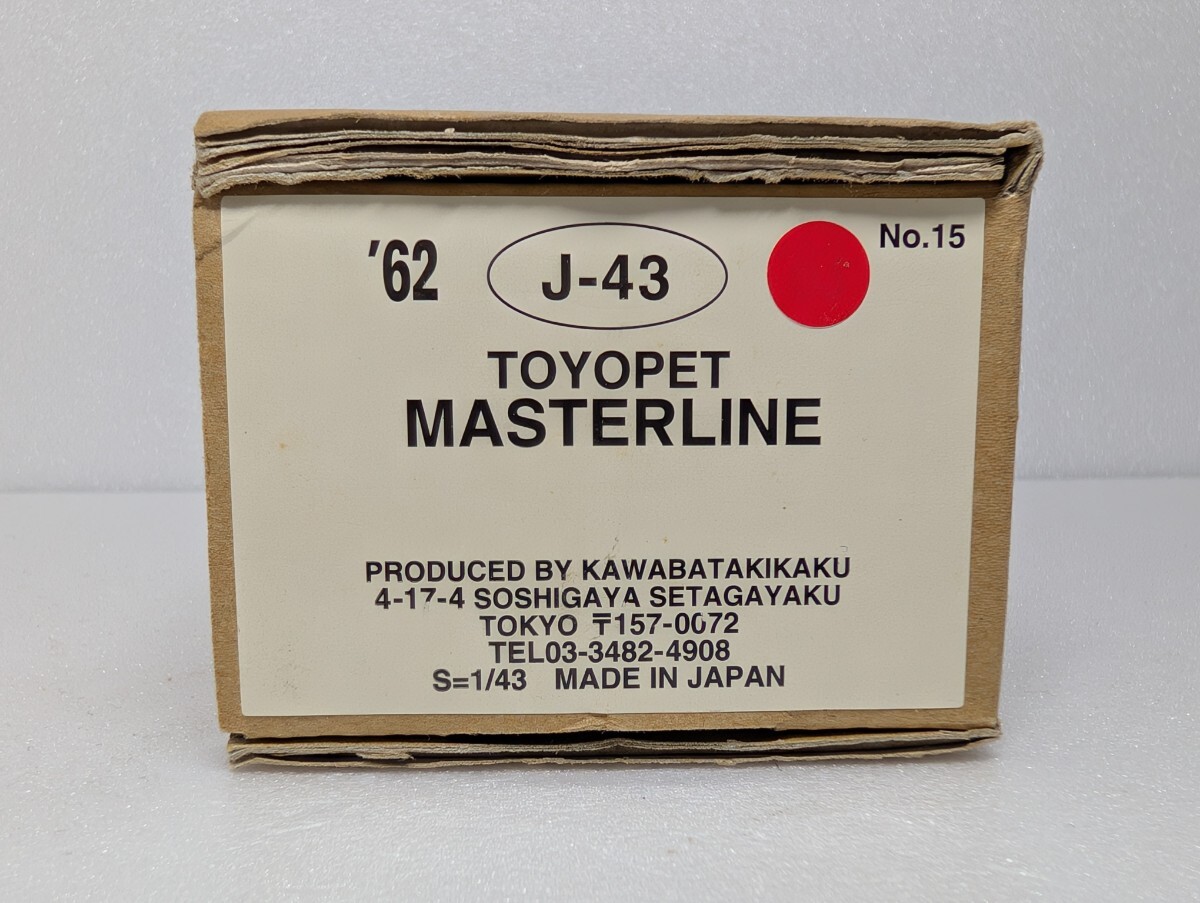 '62 J-43 No.15
TOYOPET
MASTERLINE
PRODUCED BY KAWABATAKIKAKU
4-17-4 SOSHIGAYA SETAGAYAKU
TOKYO 〒157-0072
TEL03-3482-4908
S=1/43 MADE IN JAPAN